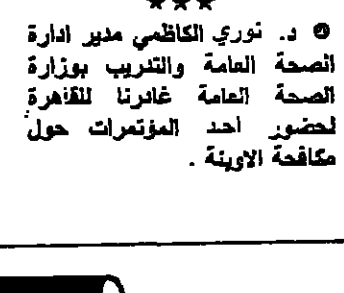 ***
د. نوري الكاظمي مدير ادارة
الصحة العامة والتدريب بوزارة
الصحة العامة غادرنا للقاهرة
لحضور احد المؤتمرات حول
مكافحة الاوبئة .